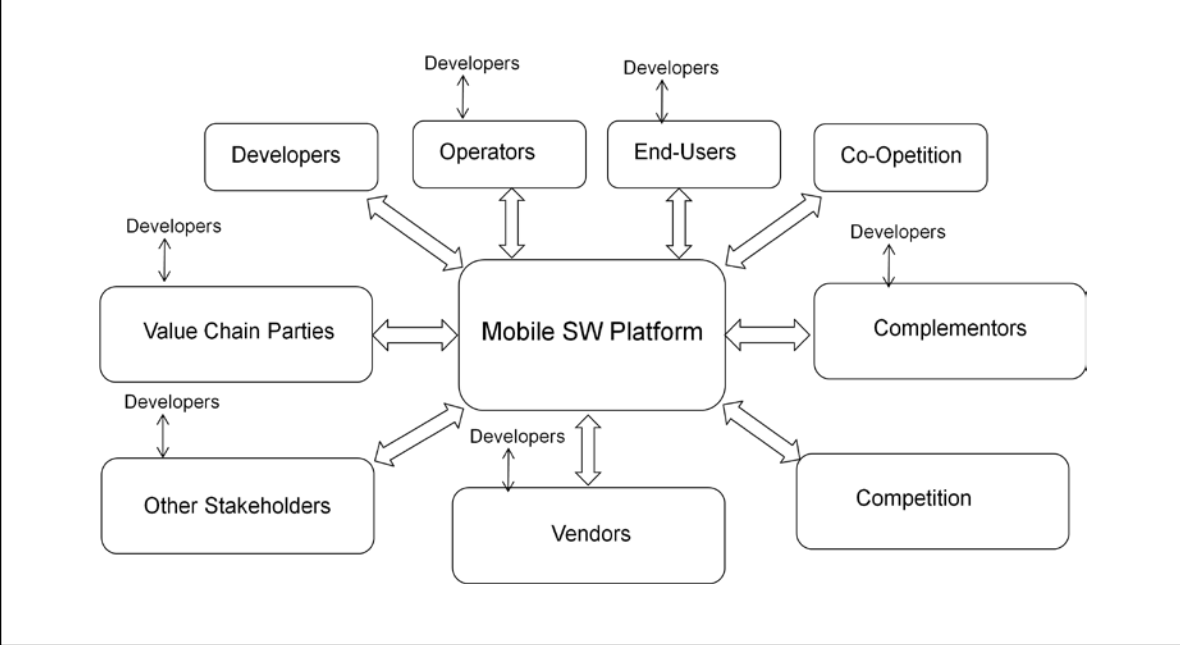 Developers
Developers
Developers
Operators
End-Users
Co-Opetition
Developers
Developers
Value Chain Parties
Mobile SW Platform
Complementors
Developers
Developers
Other Stakeholders
Vendors
Competition